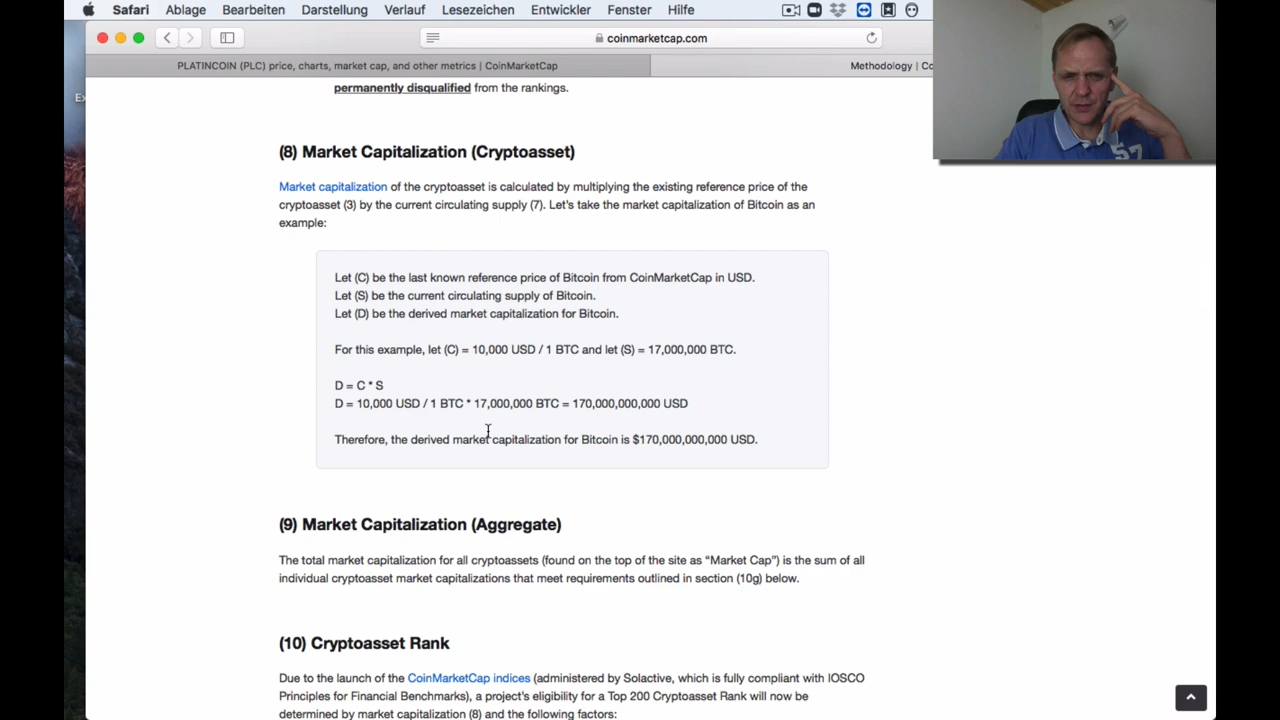 Safari Ablage Bearbeiten Darstellung Verlauf Lesezeichen Entwickler Fenster Hilfe
coinmarketcap.com
PLATINCOIN (PLC) price, charts, market cap, and other metrics | CoinMarketCap
Methodology | Co
Ex
permanently disqualified from the rankings.
(8) Market Capitalization (Cryptoasset)
Market capitalization of the cryptoasset is calculated by multiplying the existing reference price of the
cryptoasset (3) by the current circulating supply (7). Let’s take the market capitalization of Bitcoin as an
example:
Let (C) be the last known reference price of Bitcoin from CoinMarketCap in USD.
Let (S) be the current circulating supply of Bitcoin.
Let (D) be the derived market capitalization for Bitcoin.
For this example, let (C) = 10,000 USD / 1 BTC and let (S) = 17,000,000 BTC.
D = C * S
D = 10,000 USD / 1 BTC * 17,000,000 BTC = 170,000,000,000 USD
Therefore, the derived market capitalization for Bitcoin is $170,000,000,000 USD.
(9) Market Capitalization (Aggregate)
The total market capitalization for all cryptoassets (found on the top of the site as “Market Cap”) is the sum of all
individual cryptoasset market capitalizations that meet requirements outlined in section (10g) below.
(10) Cryptoasset Rank
Due to the launch of the CoinMarketCap indices (administered by Solactive, which is fully compliant with IOSCO
Principles for Financial Benchmarks), a project's eligibility for a Top 200 Cryptoasset Rank will now be
determined by market capitalization (8) and the following factors: